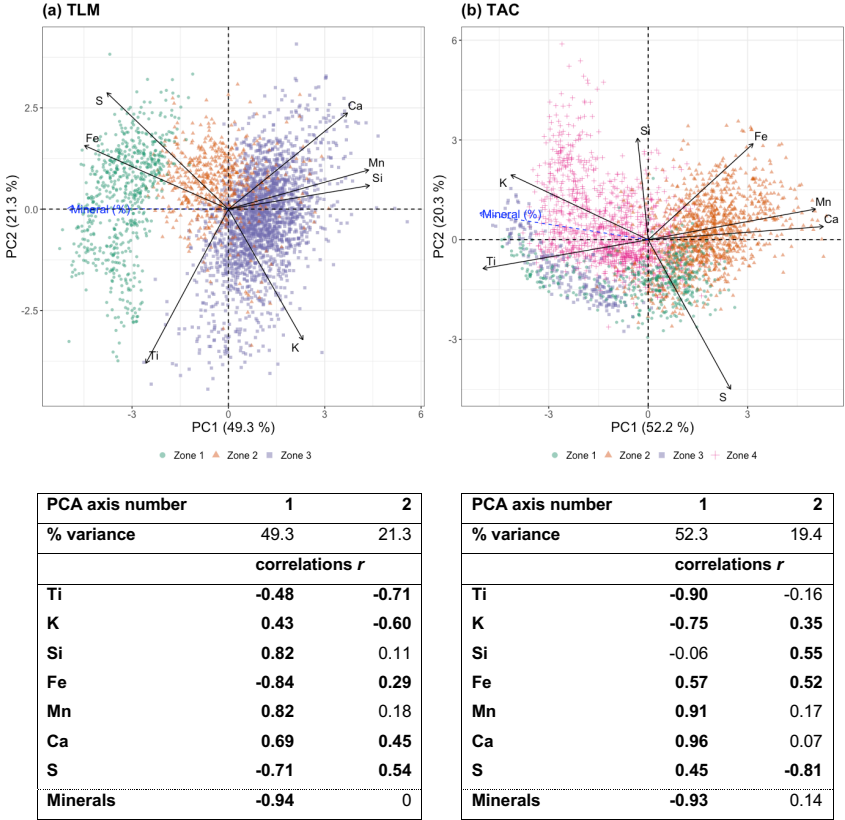 (a) TLM
S
Fe
Ca
Mn
Si
Mineral (%)
Ti
K
2.5
0.0
-2.5
PC2 (21.3 %)
-3
0
3
6
PC1 (49.3 %)
Zone 1 Zone 2 Zone 3
(b) TAC
Si
Fe
K
Mn
Ca
Mineral (%)
Ti
S
6
3
0
-3
PC2 (20.3 %)
-3
0
3
PC1 (52.2 %)
Zone 1 Zone 2 Zone 3 Zone 4
PCA axis number 1 2
% variance 49.3 21.3
correlations r
Ti -0.48 -0.71
K 0.43 -0.60
Si 0.82 0.11
Fe -0.84 0.29
Mn 0.82 0.18
Ca 0.69 0.45
S -0.71 0.54
Minerals -0.94 0
PCA axis number 1 2
% variance 52.3 19.4
correlations r
Ti -0.90 -0.16
K -0.75 0.35
Si -0.06 0.55
Fe 0.57 0.52
Mn 0.91 0.17
Ca 0.96 0.07
S 0.45 -0.81
Minerals -0.93 0.14